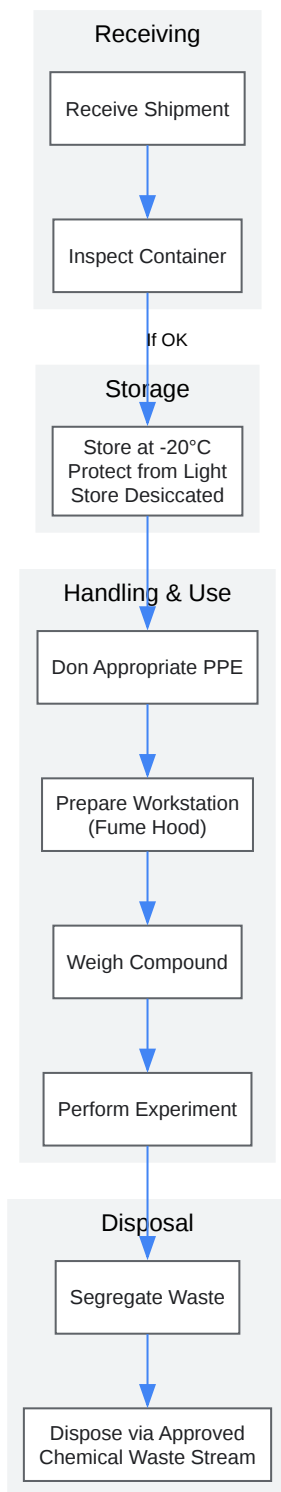 Receiving
Receive Shipment
Inspect Container
If OK
Storage
Store at -20°C
Protect from Light
Store Desiccated
Handling & Use
Don Appropriate PPE
Prepare Workstation
(Fume Hood)
Weigh Compound
Perform Experiment
Disposal
Segregate Waste
Dispose via Approved
Chemical Waste Stream